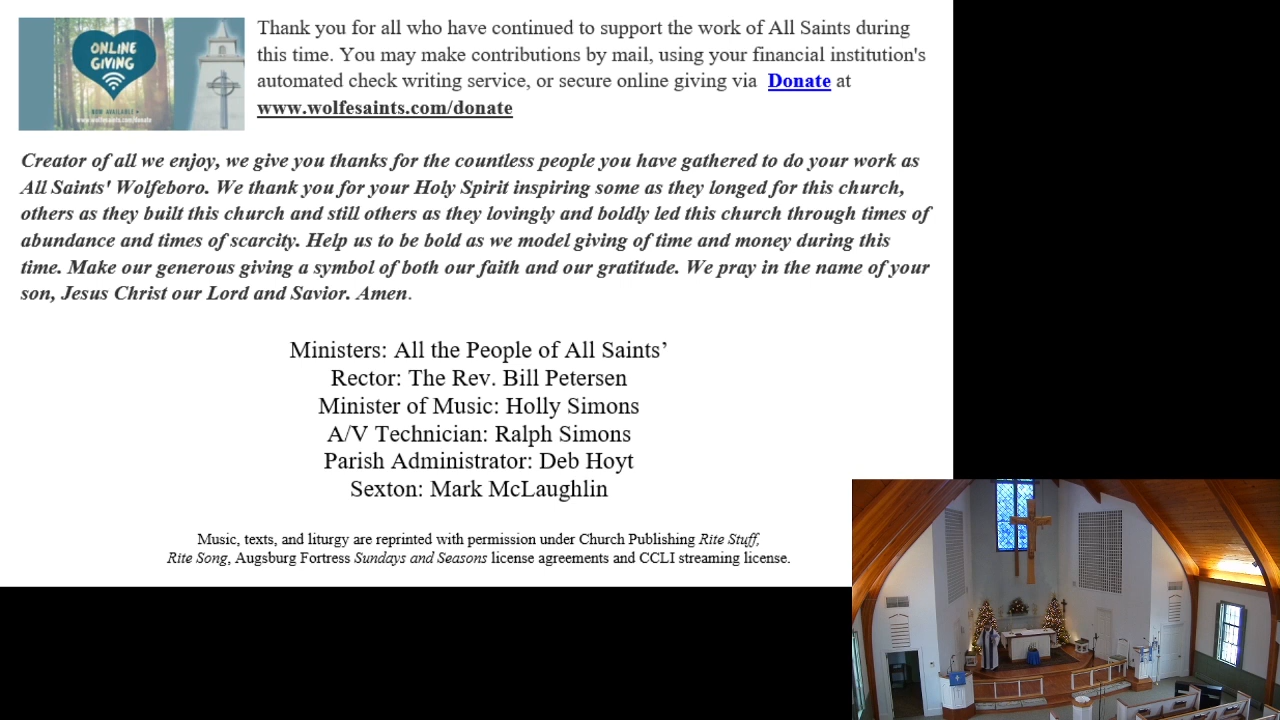 ONLINE
GIVING
NOW AVAILABLE
www.wolfesaints.com/donate
Thank you for all who have continued to support the work of All Saints during
this time. You may make contributions by mail, using your financial institution's
automated check writing service, or secure online giving via Donate at
www.wolfesaints.com/donate
Creator of all we enjoy, we give you thanks for the countless people you have gathered to do your work as
All Saints' Wolfeboro. We thank you for your Holy Spirit inspiring some as they longed for this church,
others as they built this church and still others as they lovingly and boldly led this church through times of
abundance and times of scarcity. Help us to be bold as we model giving of time and money during this
time. Make our generous giving a symbol of both our faith and our gratitude. We pray in the name of your
son, Jesus Christ our Lord and Savior. Amen.
Ministers: All the People of All Saints’
Rector: The Rev. Bill Petersen
Minister of Music: Holly Simons
A/V Technician: Ralph Simons
Parish Administrator: Deb Hoyt
Sexton: Mark McLaughlin
Music, texts, and liturgy are reprinted with permission under Church Publishing Rite Stuff,
Rite Song, Augsburg Fortress Sundays and Seasons license agreements and CCLI streaming license.